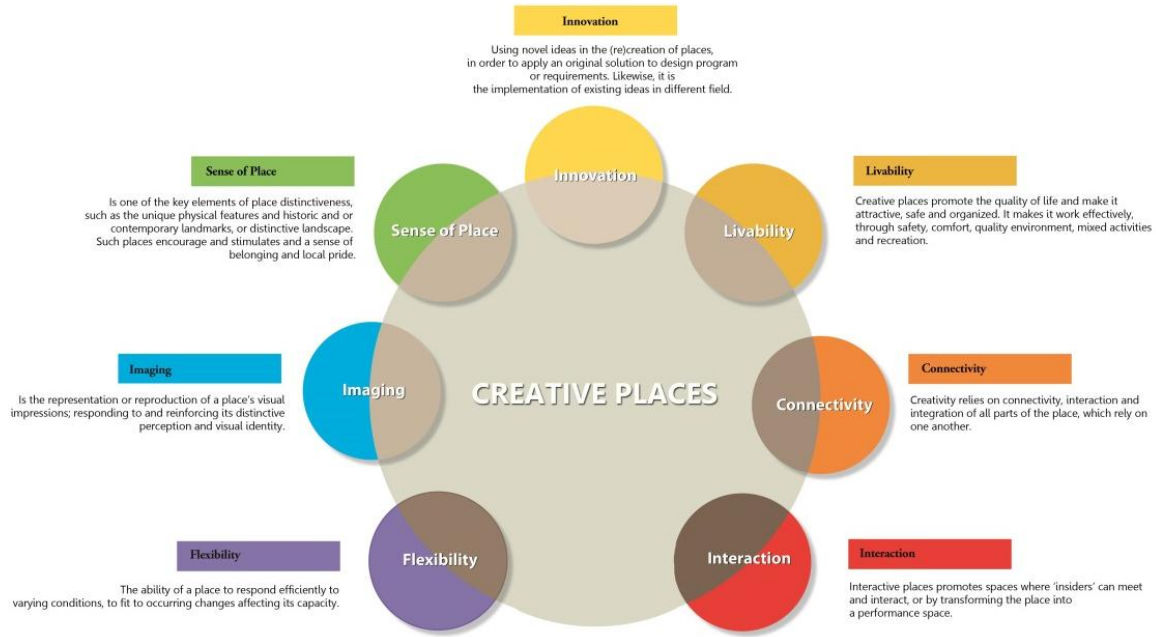 Innovation
Using novel ideas in the (re)creation of places,
in order to apply an original solution to design program
or requirements. Likewise, it is
the implementation of existing ideas in different field.
Sense of Place
Is one of the key elements of place distinctiveness,
such as the unique physical features and historic and or
contemporary landmarks, or distinctive landscape.
Such places encourage and stimulates and a sense of
belonging and local pride.
Livability
Creative places promote the quality of life and make it
attractive, safe and organized. It makes it work effectively,
through safety, comfort, quality environment, mixed activities
and recreation.
Innovation
Sense of Place
Livability
Imaging
Is the representation or reproduction of a place's visual
impressions; responding to and reinforcing its distinctive
perception and visual identity.
Imaging
CREATIVE PLACES
Connectivity
Connectivity
Creativity relies on connectivity, interaction and
integration of all parts of the place, which rely on
one another.
Flexibility
The ability of a place to respond efficiently to
varying conditions, to fit to occurring changes affecting its capacity.
Flexibility
Interaction
Interaction
Interactive places promotes spaces where 'insiders' can meet
and interact, or by transforming the place into
a performance space.